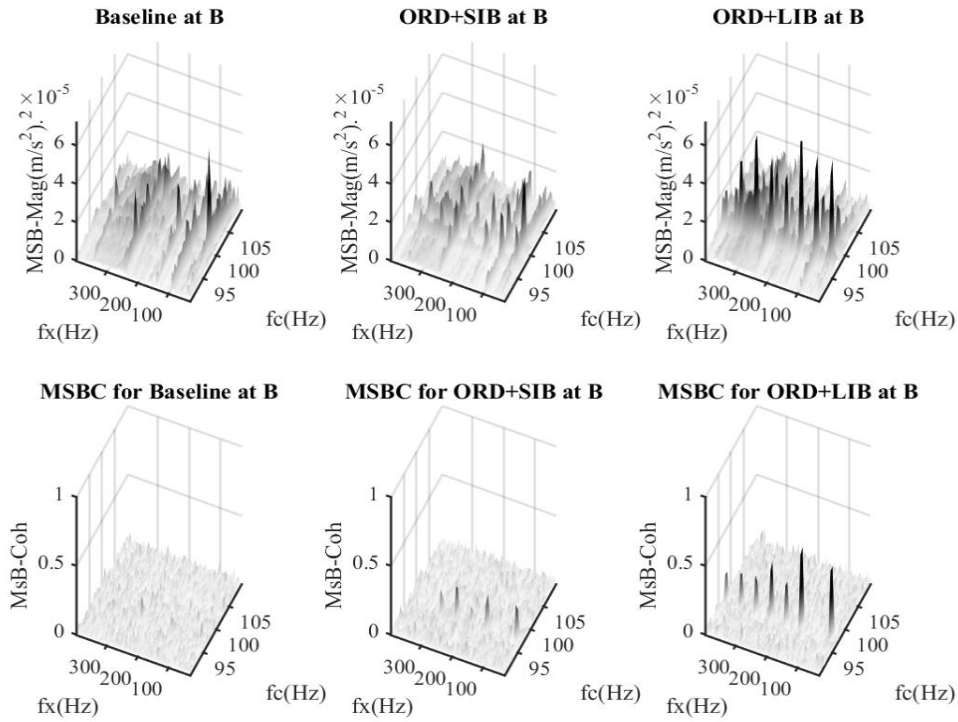 Baseline at B
ORD+SIB at B
ORD+LIB at B
MSB-Mag(m/s²).²×10⁻⁵
6
4
2
0
300
200
100
fx(Hz)
95
100
105
fc(Hz)
MSB-Mag(m/s²).²×10⁻⁵
6
4
2
0
300
200
100
fx(Hz)
95
100
105
fc(Hz)
MSB-Mag(m/s²).²×10⁻⁵
6
4
2
0
300
200
100
fx(Hz)
95
100
105
fc(Hz)
MSBC for Baseline at B
MSBC for ORD+SIB at B
MSBC for ORD+LIB at B
MsB-Coh
1
0.5
0
300
200
100
fx(Hz)
95
100
105
fc(Hz)
MsB-Coh
1
0.5
0
300
200
100
fx(Hz)
95
100
105
fc(Hz)
MsB-Coh
1
0.5
0
300
200
100
fx(Hz)
95
100
105
fc(Hz)